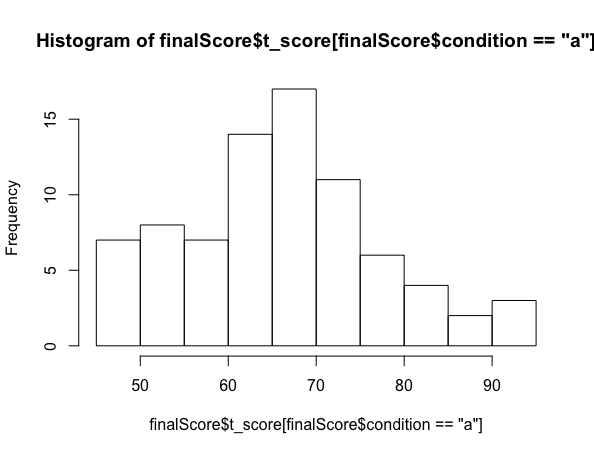 Histogram of finalScore$t_score[finalScore$condition == "a"]
Frequency
15
10
5
0
50 60 70 80 90
finalScore$t_score[finalScore$condition == "a"]